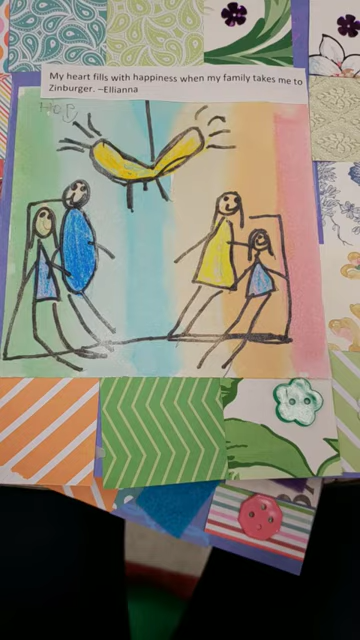 My heart fills with happiness when my family takes me to
Zinburger. –Ellianna